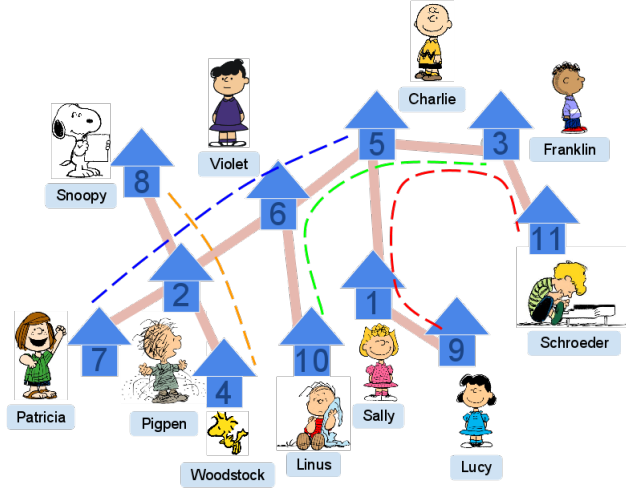 Charlie
5
3
Franklin
Violet
Snoopy
8
6
11
2
1
Schroeder
7
4
10
9
Patricia
Pigpen
Sally
Woodstock
Linus
Lucy